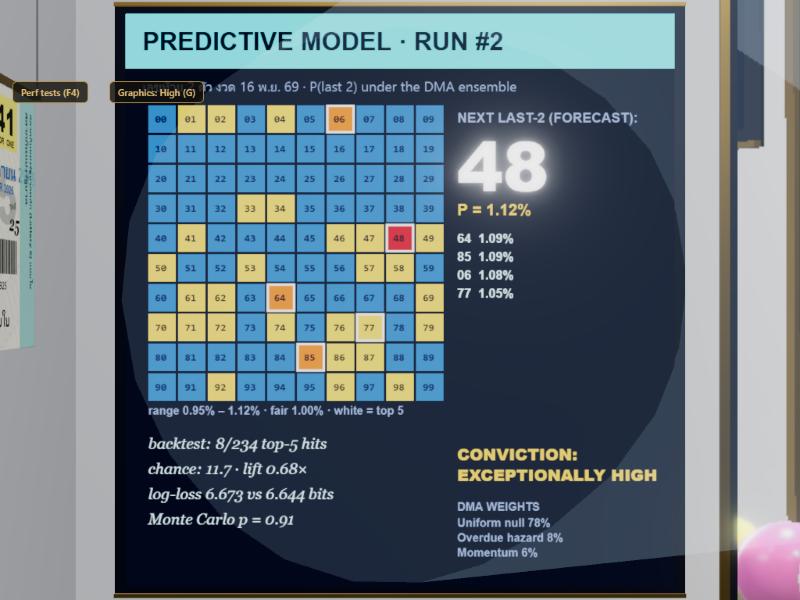 PREDICTIVE MODEL · RUN #2
Perf tests (F4)
Graphics: High (G)
งวด 16 พ.ย. 69 · P(last 2) under the DMA ensemble
00 01 02 03 04 05 06 07 08 09
10 11 12 13 14 15 16 17 18 19
20 21 22 23 24 25 26 27 28 29
30 31 32 33 34 35 36 37 38 39
40 41 42 43 44 45 46 47 48 49
50 51 52 53 54 55 56 57 58 59
60 61 62 63 64 65 66 67 68 69
70 71 72 73 74 75 76 77 78 79
80 81 82 83 84 85 86 87 88 89
90 91 92 93 94 95 96 97 98 99
range 0.95% – 1.12% · fair 1.00% · white = top 5
backtest: 8/234 top-5 hits
chance: 11.7 · lift 0.68×
log-loss 6.673 vs 6.644 bits
Monte Carlo p = 0.91
NEXT LAST-2 (FORECAST):
48
P = 1.12%
64 1.09%
85 1.09%
06 1.08%
77 1.05%
CONVICTION:
EXCEPTIONALLY HIGH
DMA WEIGHTS
Uniform null 78%
Overdue hazard 8%
Momentum 6%
41
25